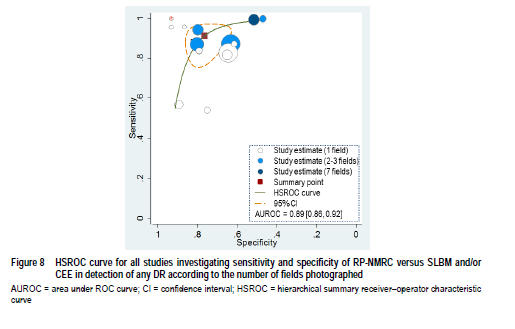 1
.8
.6
.4
.2
0
Sensitivity
Study estimate (1 field)
Study estimate (2-3 fields)
Study estimate (7 fields)
Summary point
HSROC curve
95% CI
AUROC = 0.89 [0.86, 0.92]
1 .8 .6 .4 .2 0
Specificity
Figure 8 HSROC curve for all studies investigating sensitivity and specificity of RP-NMRC versus SLBM and/or
CEE in detection of any DR according to the number of fields photographed
AUROC = area under ROC curve; CI = confidence interval; HSROC = hierarchical summary receiver–operator characteristic
curve